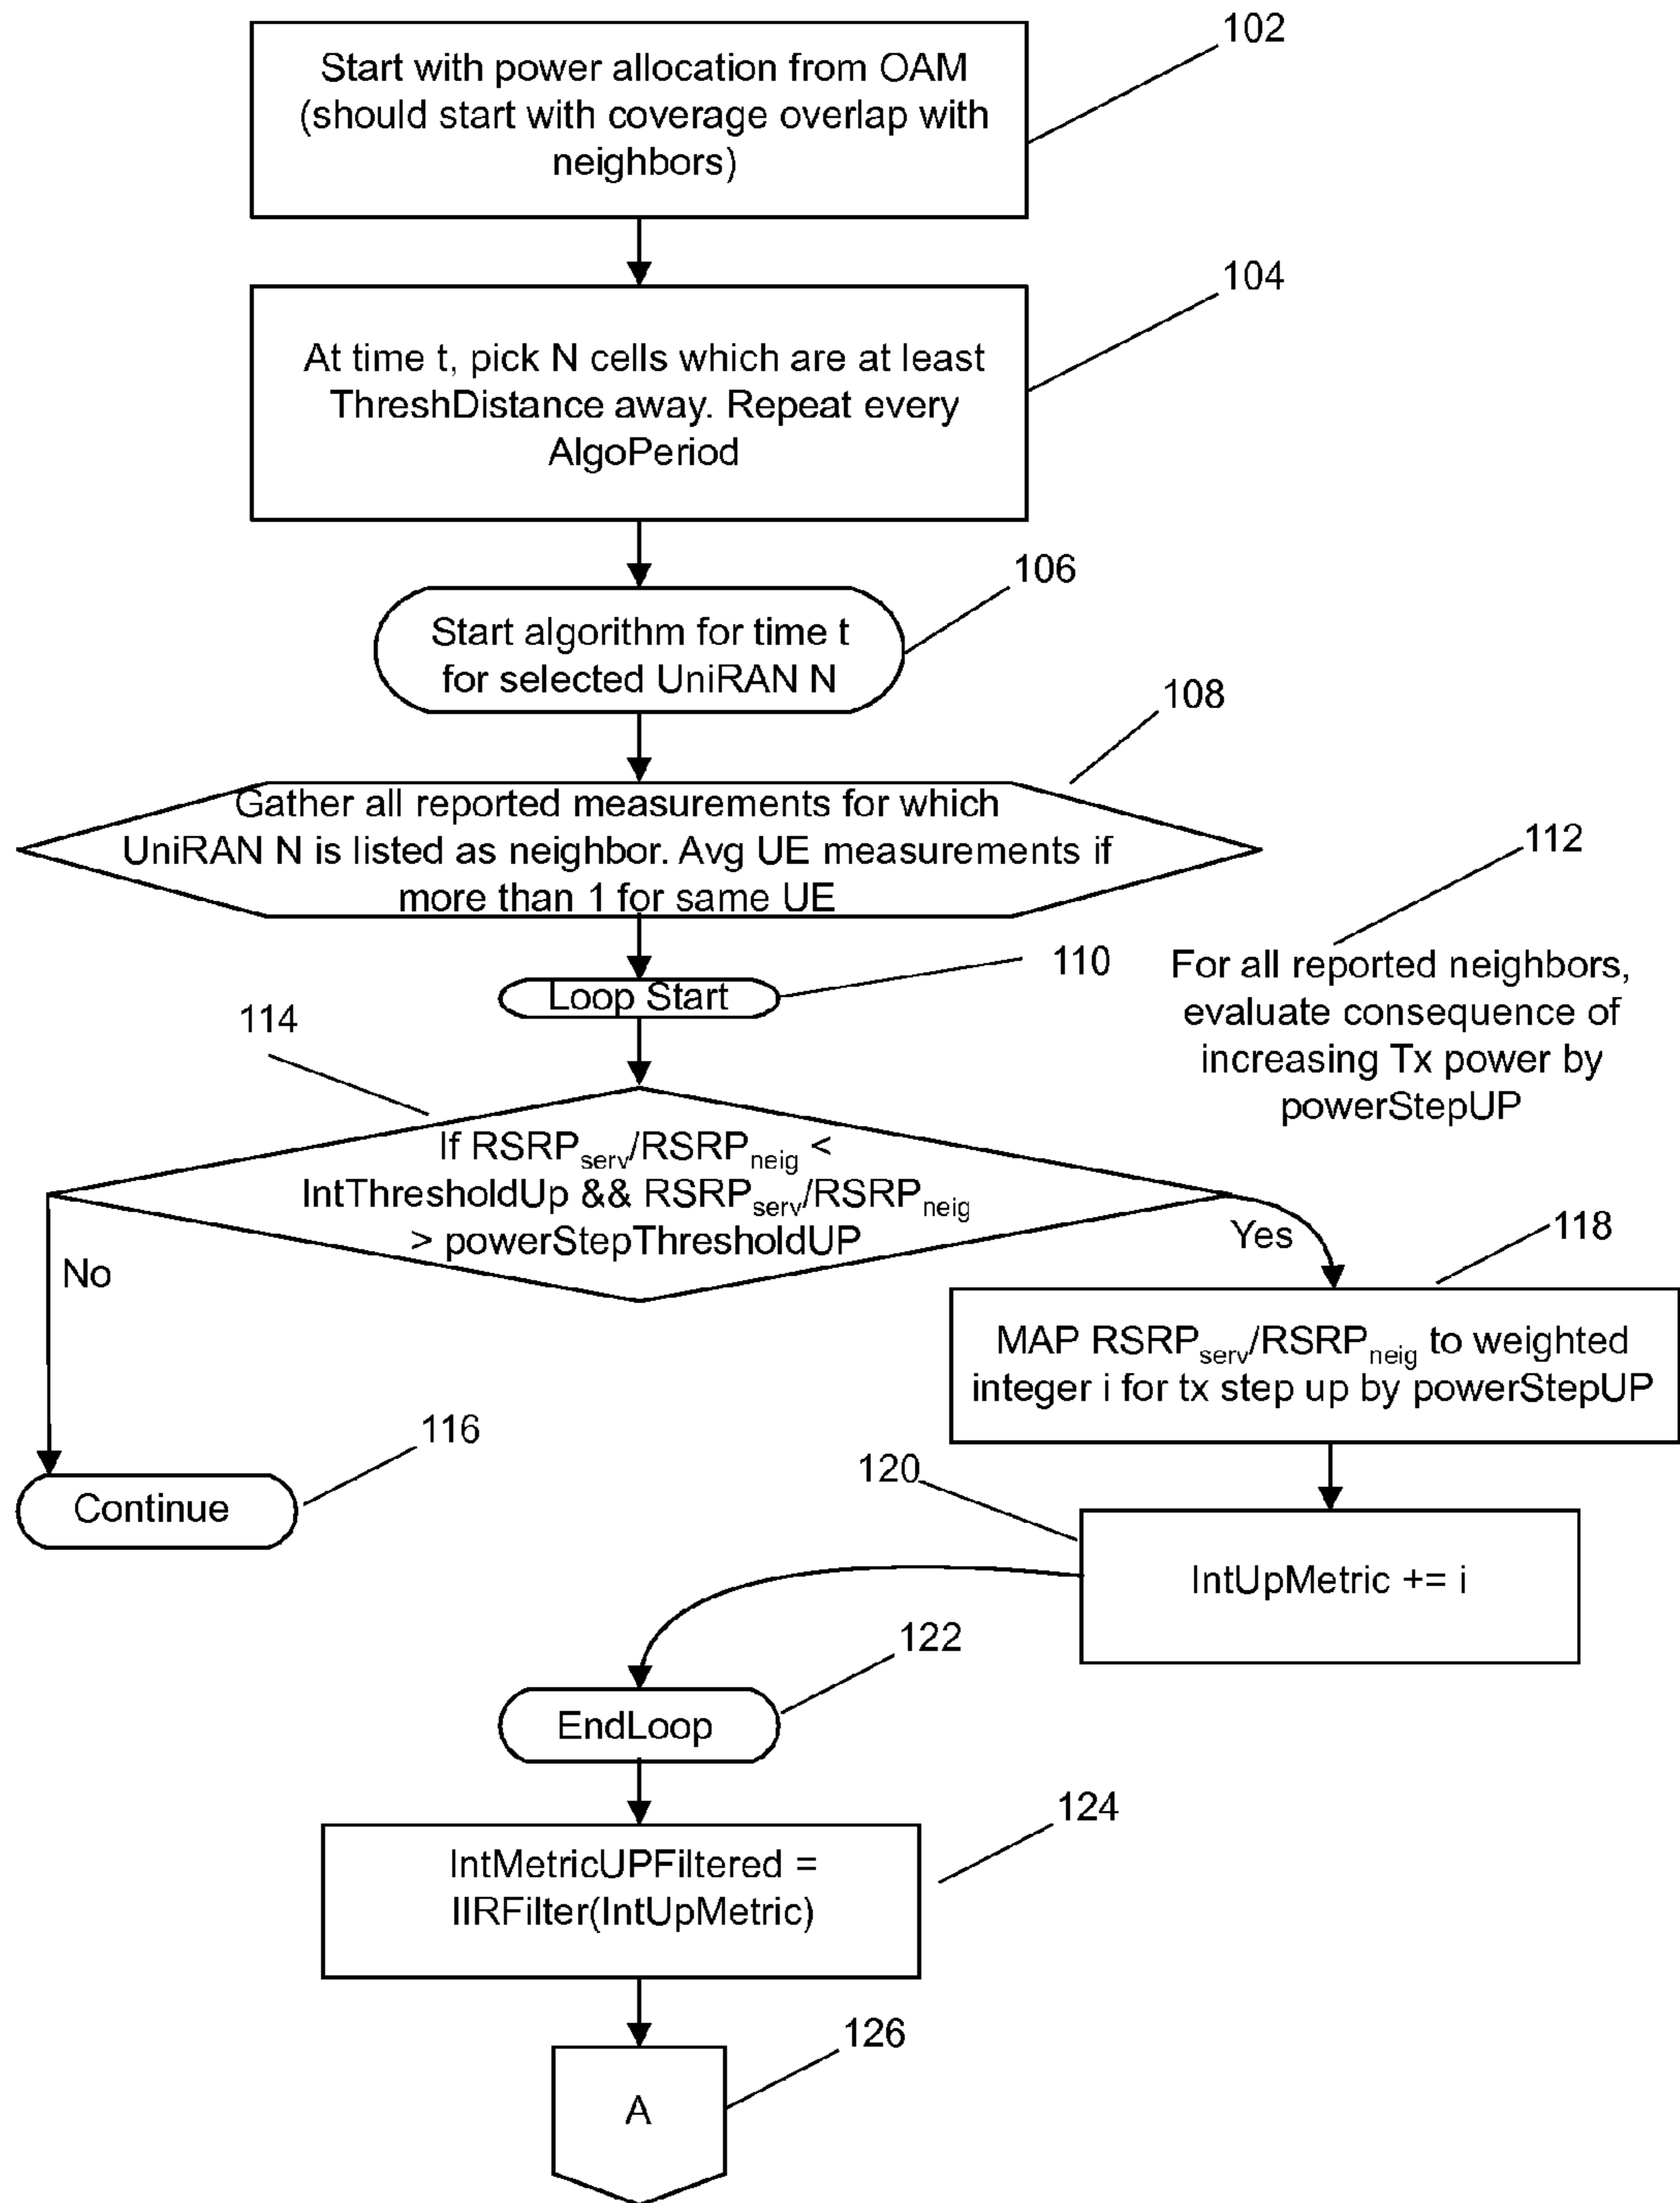 102
Start with power allocation from OAM
(should start with coverage overlap with
neighbors)
104
At time t, pick N cells which are at least
ThreshDistance away. Repeat every
AlgoPeriod
106
Start algorithm for time t
for selected UniRAN N
108
Gather all reported measurements for which
UniRAN N is listed as neighbor. Avg UE measurements if
more than 1 for same UE
110
Loop Start
112
For all reported neighbors,
evaluate consequence of
increasing Tx power by
powerStepUP
114
If RSRPserv/RSRPneig <
IntThresholdUp && RSRPserv/RSRPneig
> powerStepThresholdUP
No
Yes
116
Continue
118
MAP RSRPserv/RSRPneig to weighted
integer i for tx step up by powerStepUP
120
IntUpMetric += i
122
EndLoop
124
IntMetricUPFiltered =
IIRFilter(IntUpMetric)
126
A